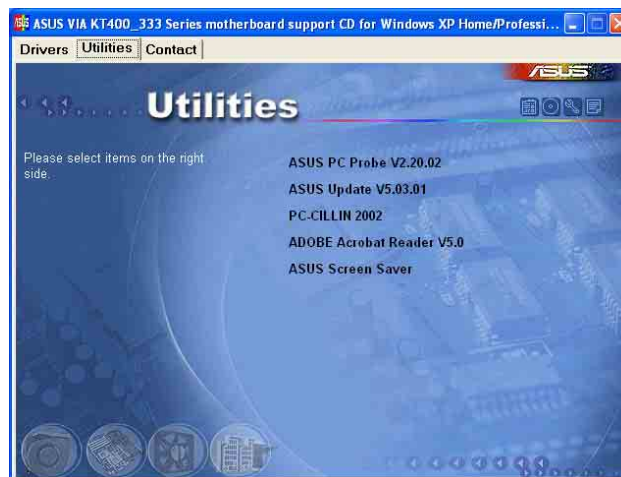 ASUS VIA KT400_333 Series motherboard support CD for Windows XP Home/Professi...
Drivers Utilities Contact
ASUS
Utilities
Please select items on the right
side.
ASUS PC Probe V2.20.02
ASUS Update V5.03.01
PC-CILLIN 2002
ADOBE Acrobat Reader V5.0
ASUS Screen Saver